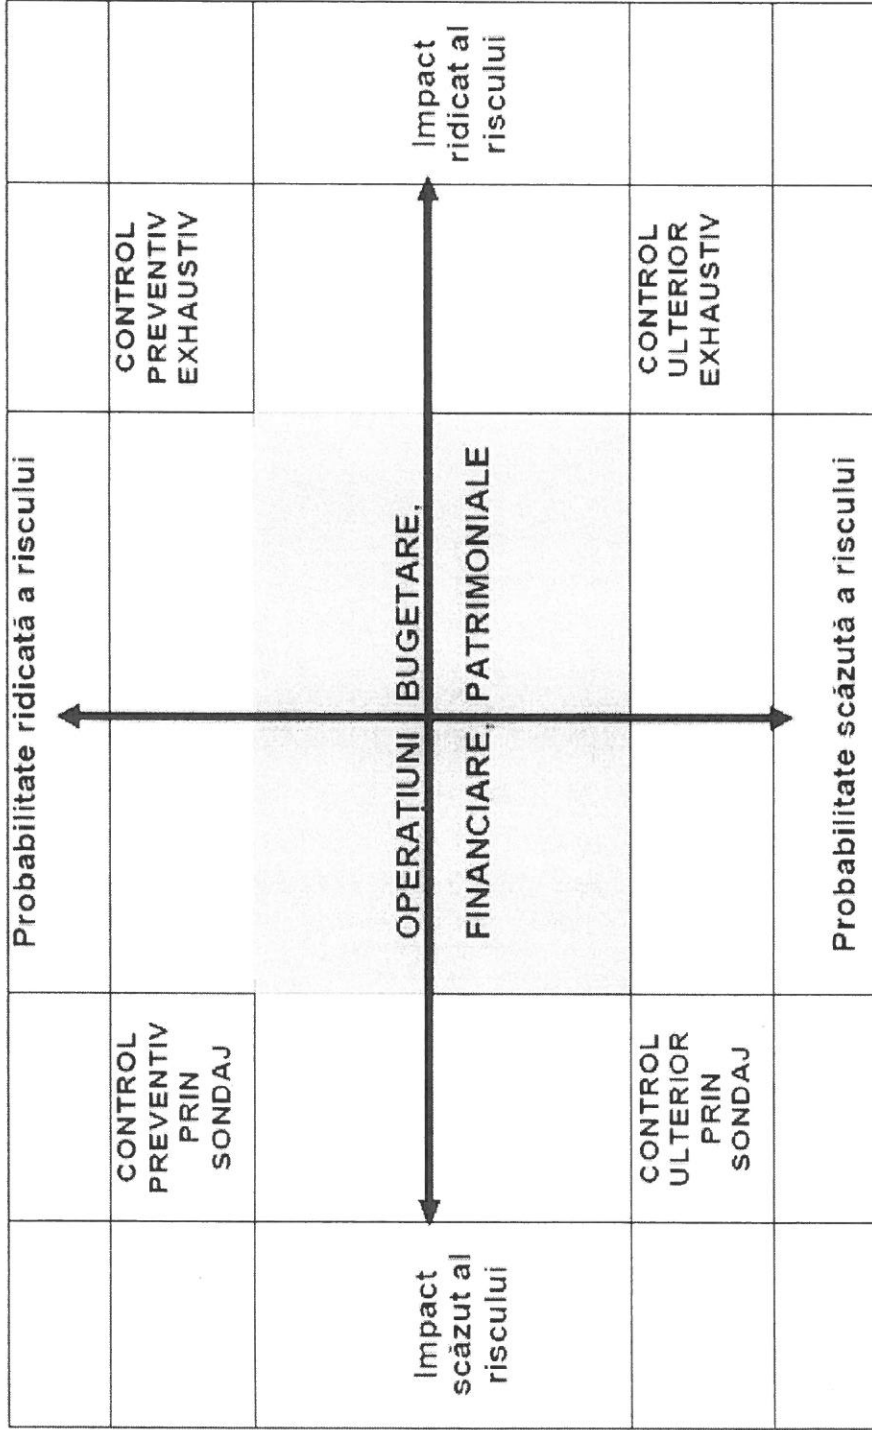 Probabilitate ridicată a riscului
CONTROL
PREVENTIV
PRIN
SONDAJ
CONTROL
PREVENTIV
EXHAUSTIV
Impact
scăzut al
riscului
OPERAȚIUNI BUGETARE,
FINANCIARE, PATRIMONIALE
Impact
ridicat al
riscului
CONTROL
ULTERIOR
PRIN
SONDAJ
CONTROL
ULTERIOR
EXHAUSTIV
Probabilitate scăzută a riscului